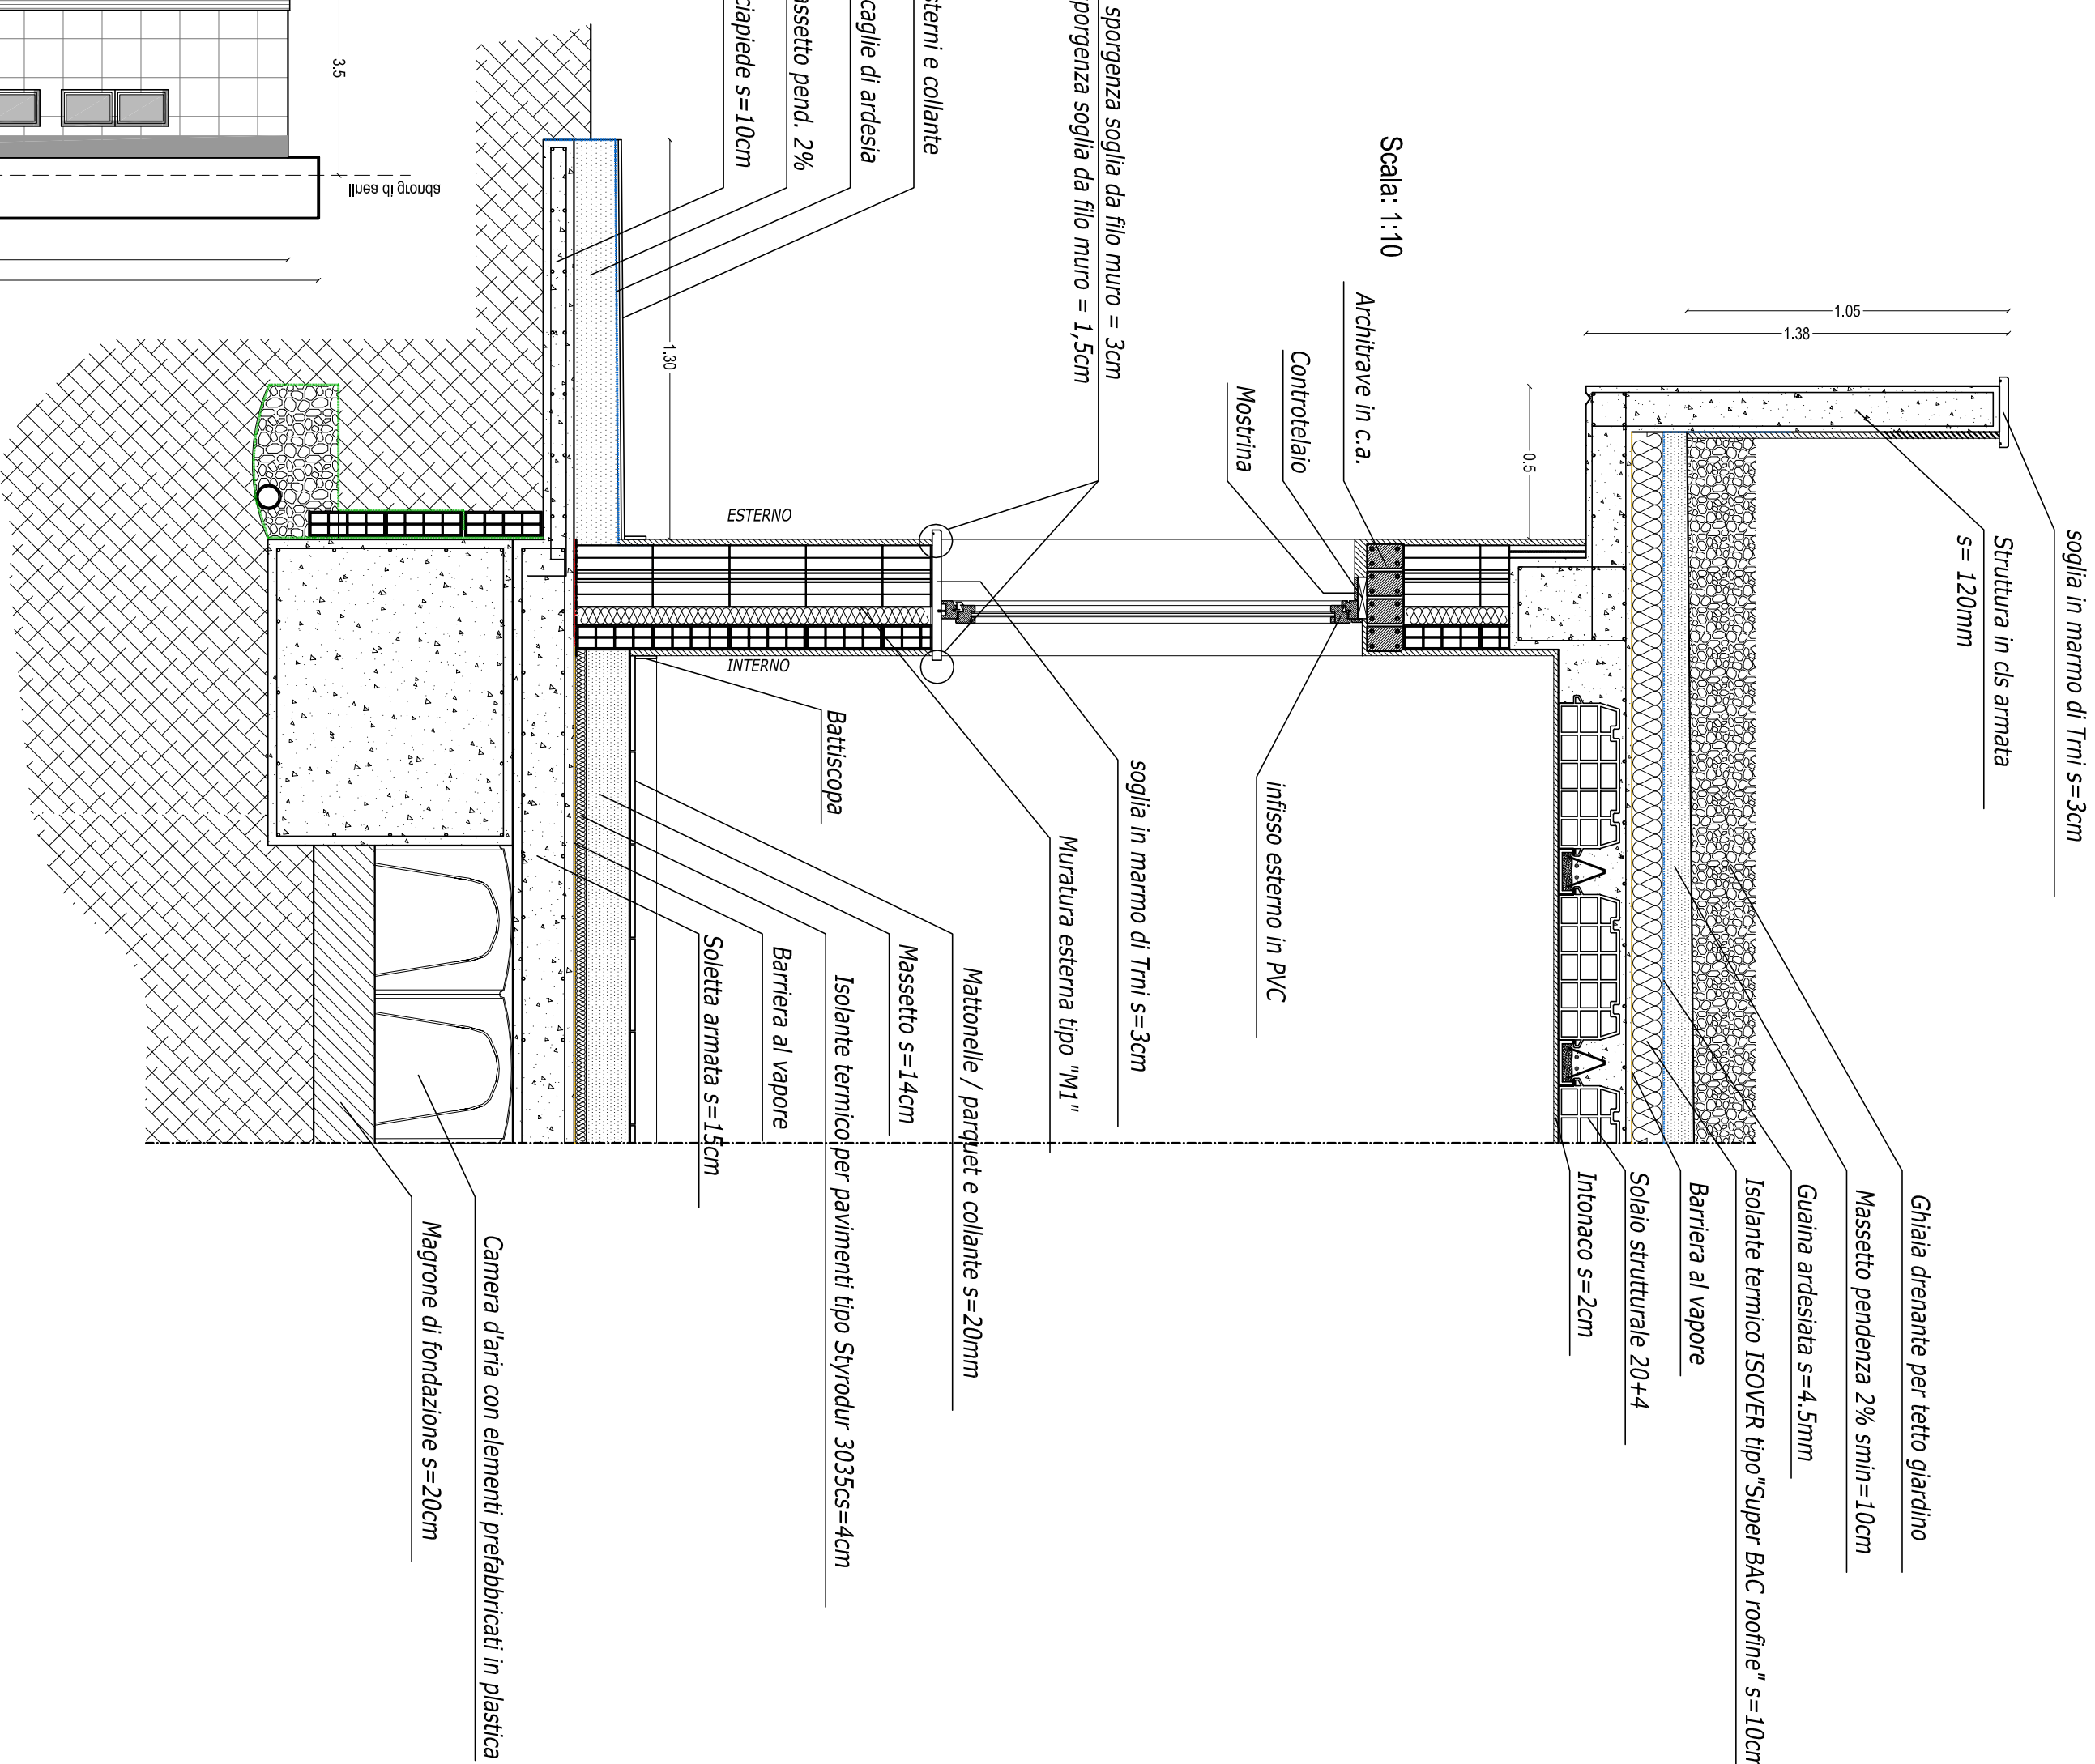 soglia in marmo di Trni s=3cm
Struttura in cls armata
s= 120mm
1.05
1.38
0.5
Scala: 1:10
Architrave in c.a.
Controtelaio
Mostrina
sporgenza soglia da filo muro = 3cm
porgenza soglia da filo muro = 1,5cm
sterni e collante
caglie di ardesia
assetto pend. 2%
ciapiede s=10cm
1.30
3.5
linea di gronda
ESTERNO
INTERNO
Battiscopa
infisso esterno in PVC
soglia in marmo di Trni s=3cm
Muratura esterna tipo "M1"
Mattonelle / parquet e collante s=20mm
Massetto s=14cm
Isolante termico per pavimenti tipo Styrodur 3035cs=4cm
Barriera al vapore
Soletta armata s=15cm
Camera d'aria con elementi prefabbricati in plastica
Magrone di fondazione s=20cm
Ghiaia drenante per tetto giardino
Massetto pendenza 2% smin=10cm
Guaina ardesiata s=4.5mm
Isolante termico ISOVER tipo"Super BAC roofine" s=10cm
Barriera al vapore
Solaio strutturale 20+4
Intonaco s=2cm